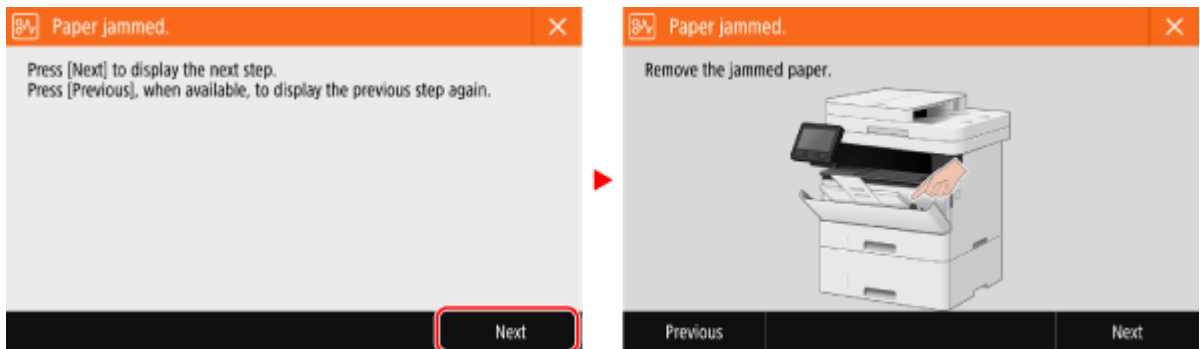 Paper jammed.
Press [Next] to display the next step.
Press [Previous], when available, to display the previous step again.
Next
Paper jammed.
Remove the jammed paper.
Previous
Next